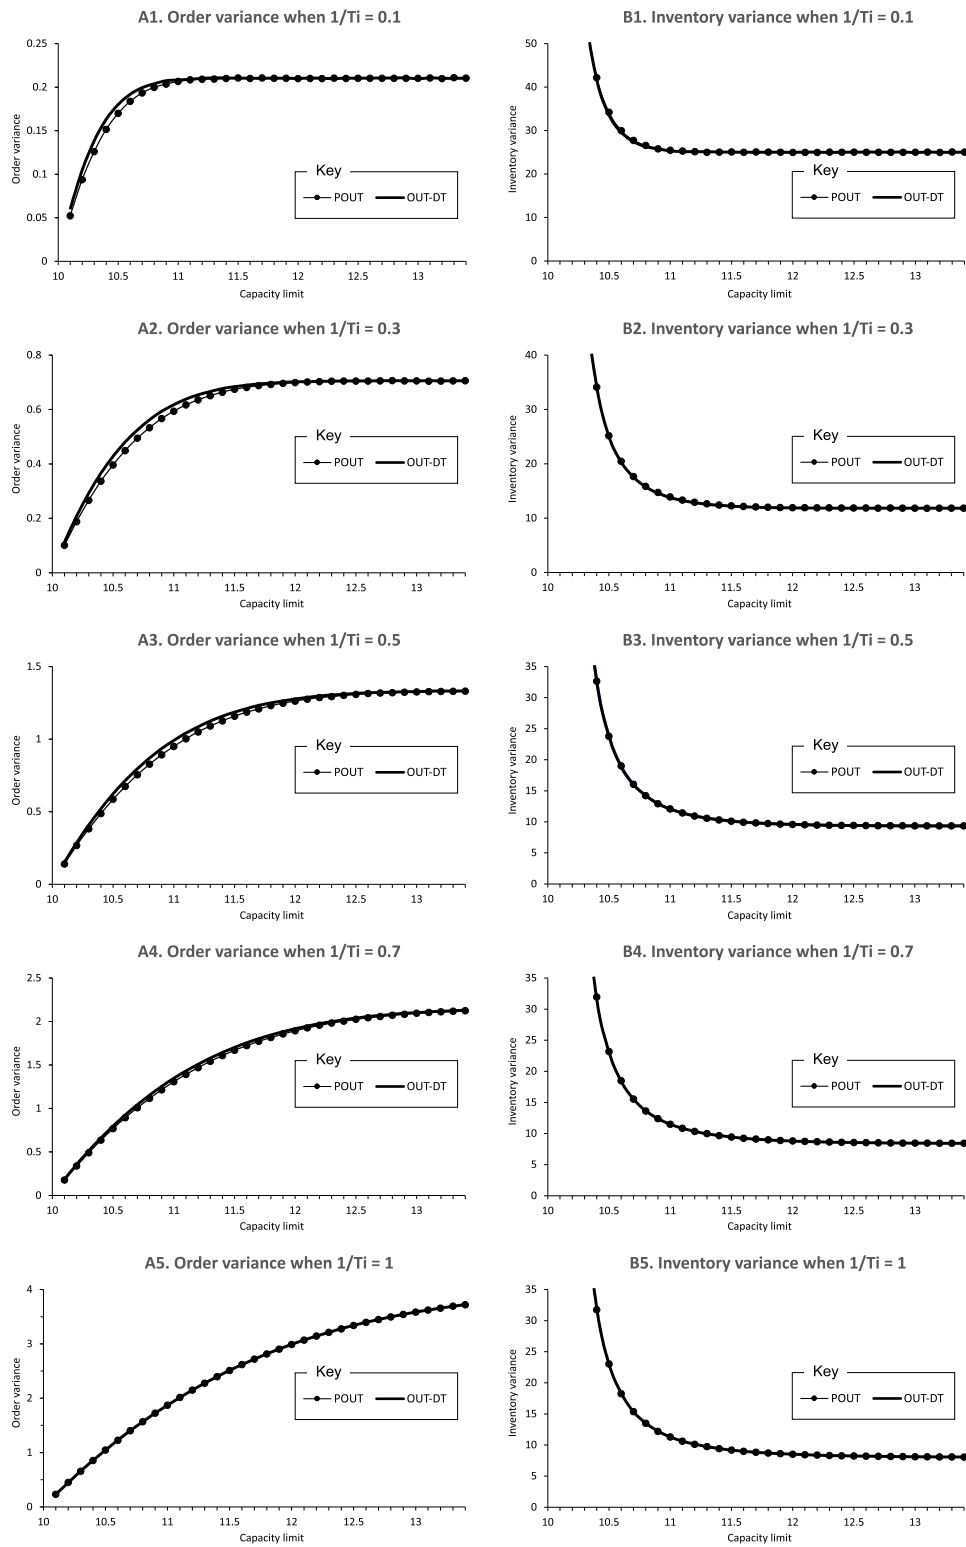 A1. Order variance when 1/Ti = 0.1
0.25
0.2
0.15
0.1
0.05
0
Order variance
10
10.5
11
11.5
12
12.5
13
Capacity limit
Key
POUT
OUT-DT
B1. Inventory variance when 1/Ti = 0.1
50
40
30
20
10
0
Inventory variance
10
10.5
11
11.5
12
12.5
13
Capacity limit
Key
POUT
OUT-DT
A2. Order variance when 1/Ti = 0.3
0.8
0.6
0.4
0.2
0
Order variance
10
10.5
11
11.5
12
12.5
13
Capacity limit
Key
POUT
OUT-DT
B2. Inventory variance when 1/Ti = 0.3
40
30
20
10
0
Inventory variance
10
10.5
11
11.5
12
12.5
13
Capacity limit
Key
POUT
OUT-DT
A3. Order variance when 1/Ti = 0.5
1.5
1
0.5
0
Order variance
10
10.5
11
11.5
12
12.5
13
Capacity limit
Key
POUT
OUT-DT
B3. Inventory variance when 1/Ti = 0.5
35
30
25
20
15
10
5
0
Inventory variance
10
10.5
11
11.5
12
12.5
13
Capacity limit
Key
POUT
OUT-DT
A4. Order variance when 1/Ti = 0.7
2.5
2
1.5
1
0.5
0
Order variance
10
10.5
11
11.5
12
12.5
13
Capacity limit
Key
POUT
OUT-DT
B4. Inventory variance when 1/Ti = 0.7
35
30
25
20
15
10
5
0
Inventory variance
10
10.5
11
11.5
12
12.5
13
Capacity limit
Key
POUT
OUT-DT
A5. Order variance when 1/Ti = 1
4
3
2
1
0
Order variance
10
10.5
11
11.5
12
12.5
13
Capacity limit
Key
POUT
OUT-DT
B5. Inventory variance when 1/Ti = 1
35
30
25
20
15
10
5
0
Inventory variance
10
10.5
11
11.5
12
12.5
13
Capacity limit
Key
POUT
OUT-DT